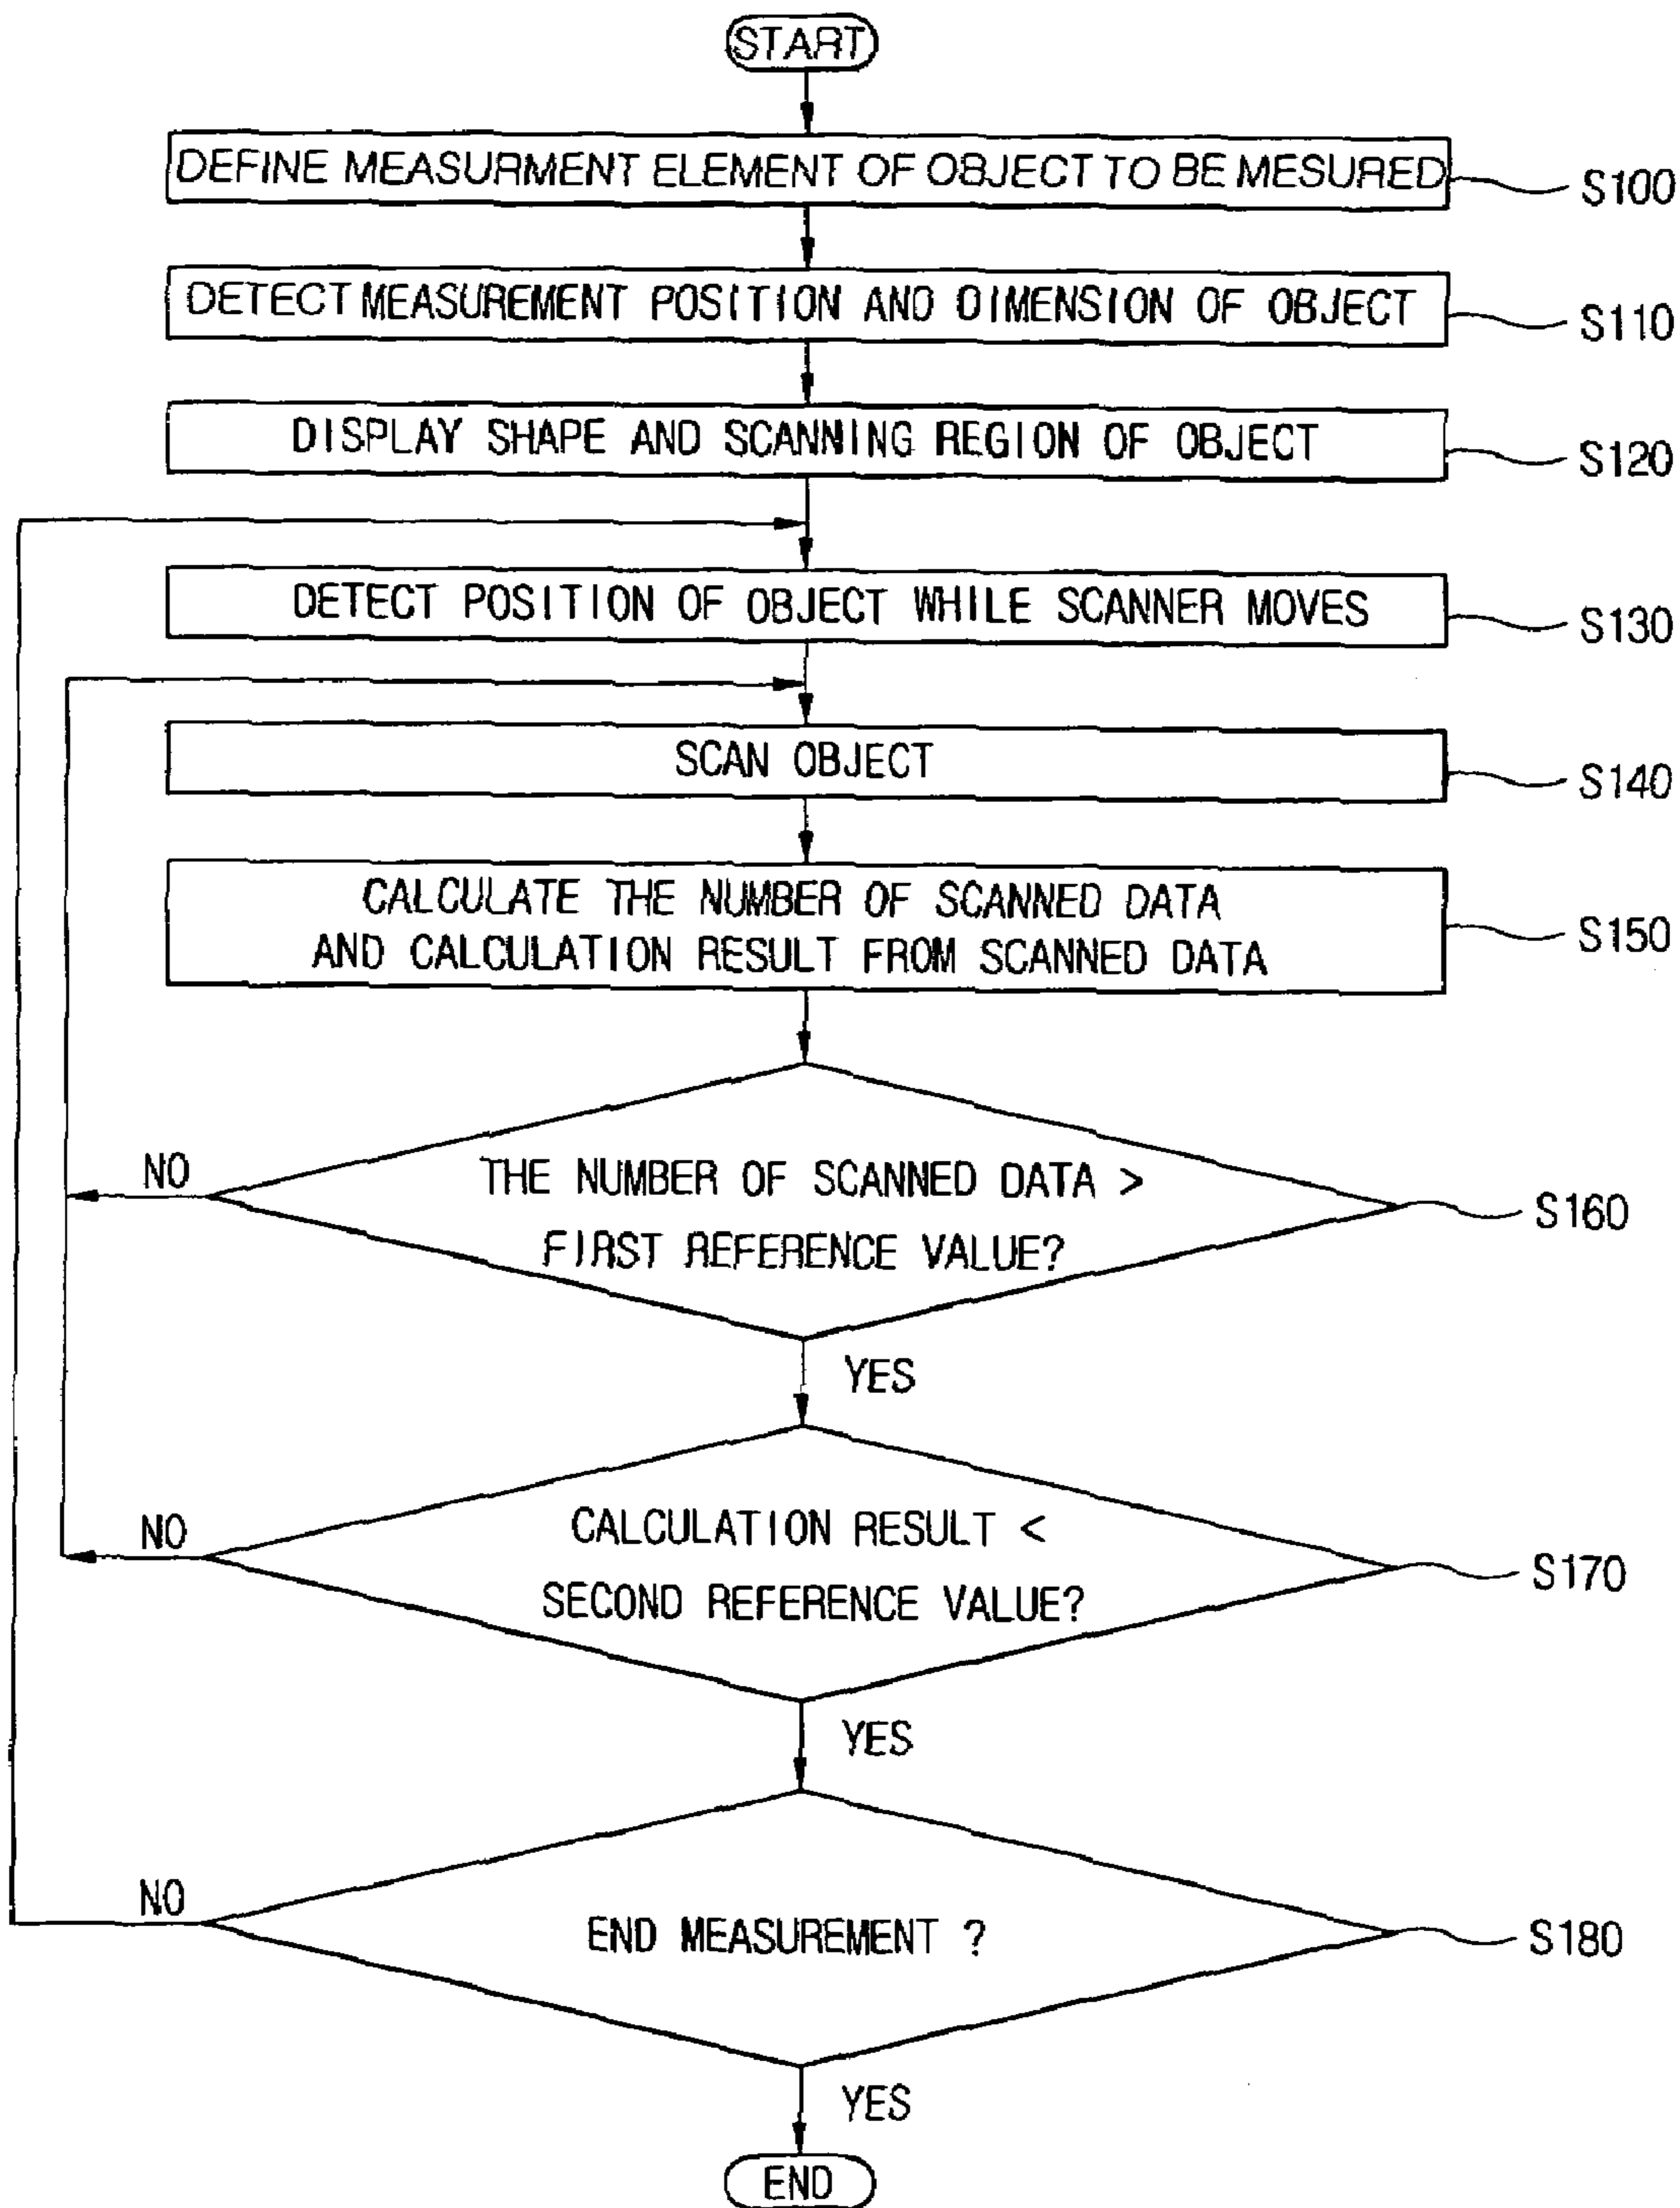 START
DEFINE MEASURMENT ELEMENT OF OBJECT TO BE MESURED
S100
DETECT MEASUREMENT POSITION AND DIMENSION OF OBJECT
S110
DISPLAY SHAPE AND SCANNING REGION OF OBJECT
S120
DETECT POSITION OF OBJECT WHILE SCANNER MOVES
S130
SCAN OBJECT
S140
CALCULATE THE NUMBER OF SCANNED DATA
AND CALCULATION RESULT FROM SCANNED DATA
S150
NO
THE NUMBER OF SCANNED DATA >
FIRST REFERENCE VALUE?
S160
YES
NO
CALCULATION RESULT <
SECOND REFERENCE VALUE?
S170
YES
NO
END MEASUREMENT ?
S180
YES
END